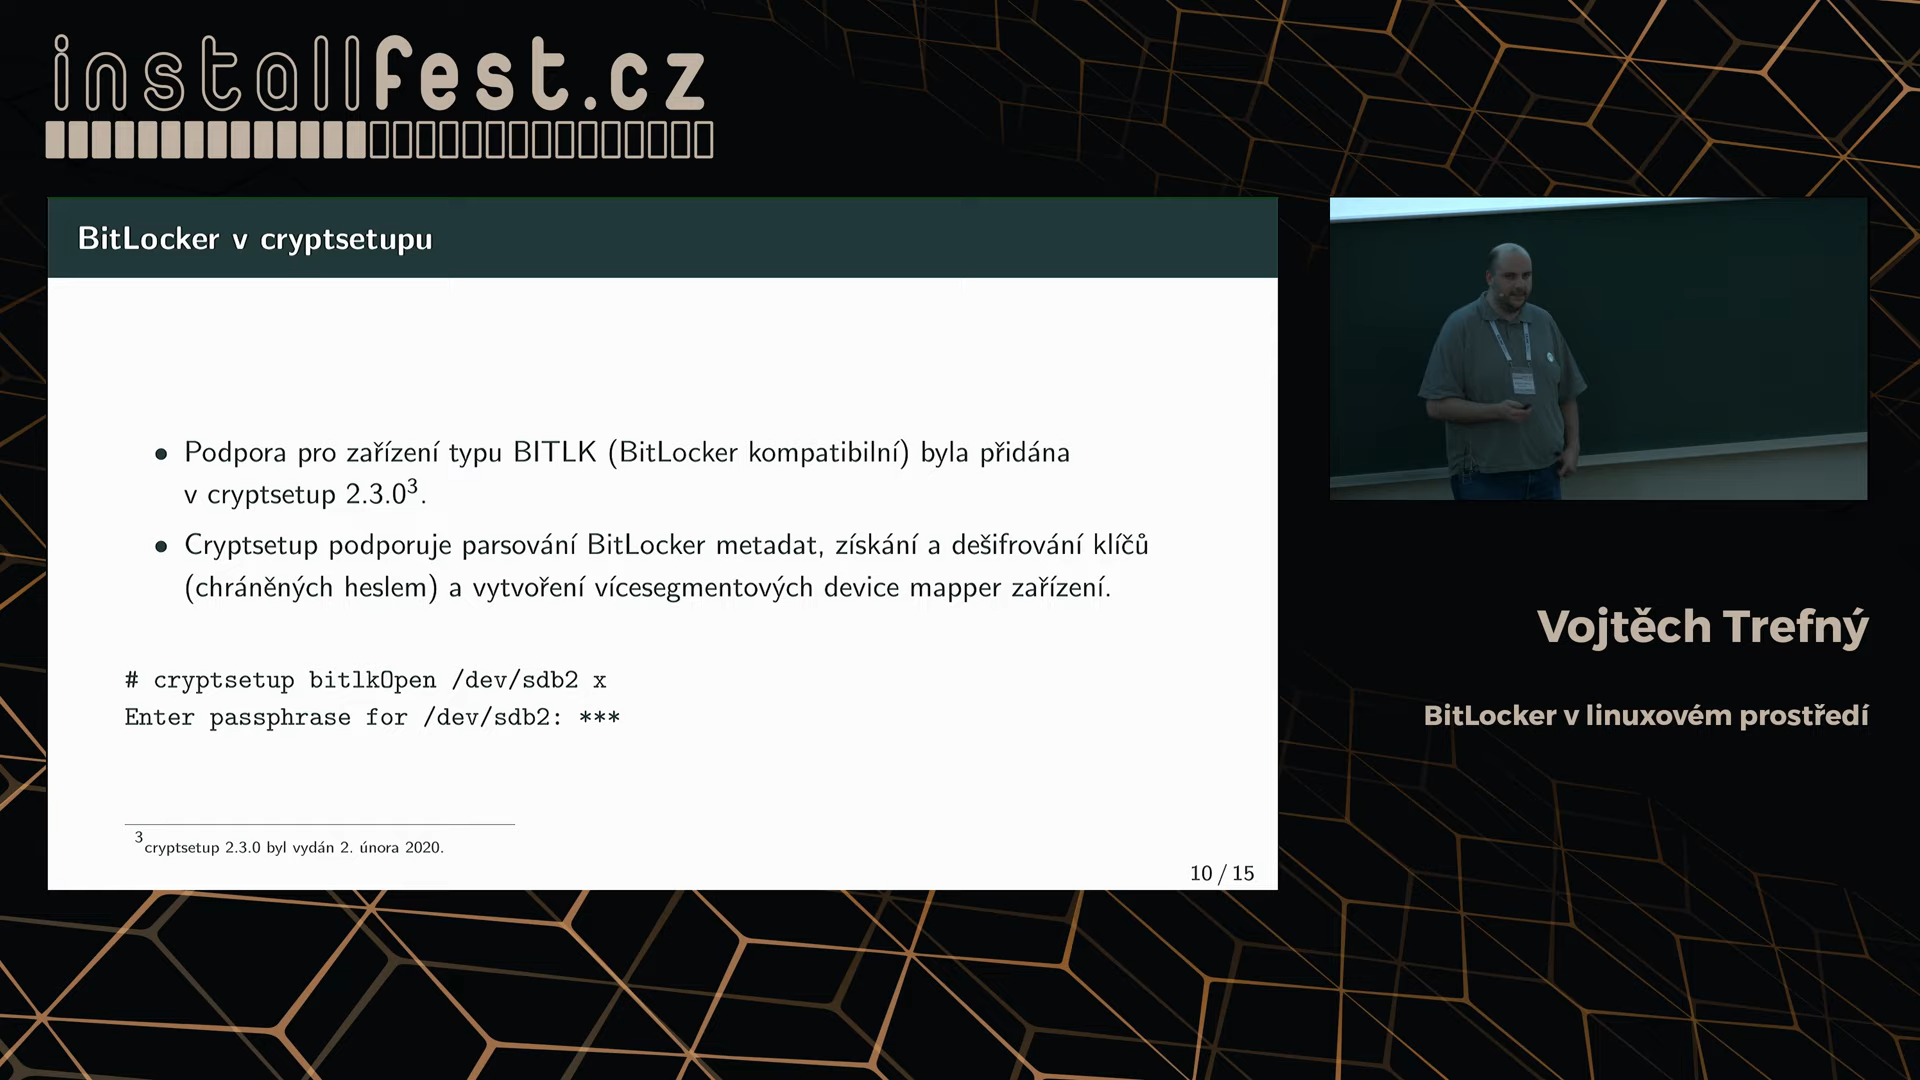 installfest.cz
BitLocker v cryptsetupu
• Podpora pro zařízení typu BITLK (BitLocker kompatibilní) byla přidána
v cryptsetup 2.3.0³.
• Cryptsetup podporuje parsování BitLocker metadat, získání a dešifrování klíčů
(chráněných heslem) a vytvoření vícesegmentových device mapper zařízení.
# cryptsetup bitlkOpen /dev/sdb2 x
Enter passphrase for /dev/sdb2: ***
³cryptsetup 2.3.0 byl vydán 2. února 2020.
10 / 15
Vojtěch Trefný
BitLocker v linuxovém prostředí